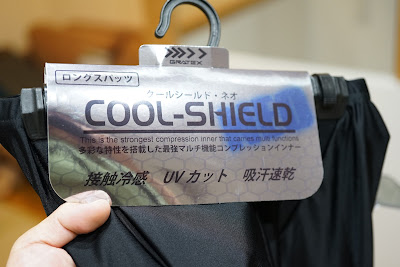 GRATEX
ロングスパッツ
クールシールド・ネオ
COOL-SHIELD
This is the strongest compression inner that carries multi functions
多彩な特性を搭載した最強マルチ機能コンプレッションインナー
接触冷感 UVカット 吸汗速乾